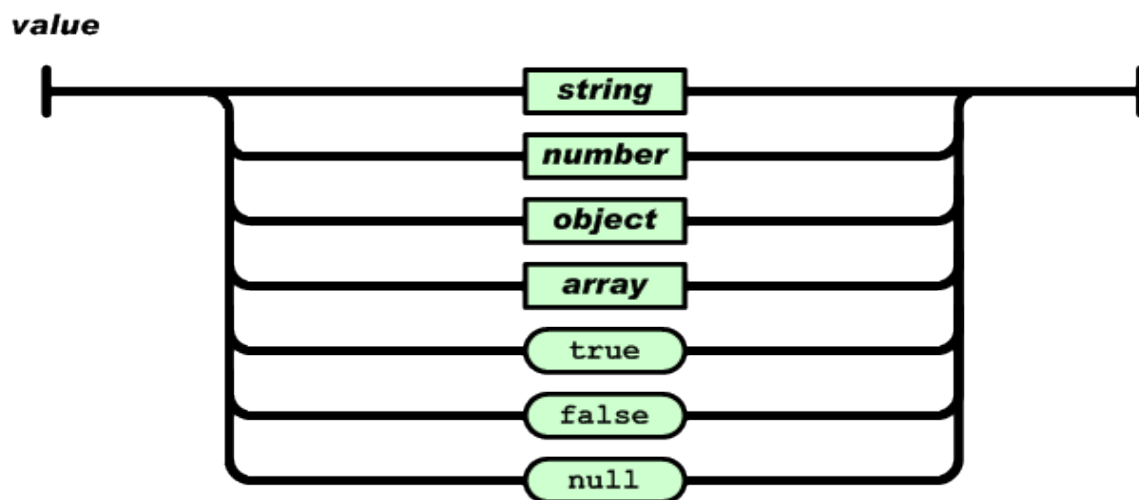 value
string
number
object
array
true
false
null